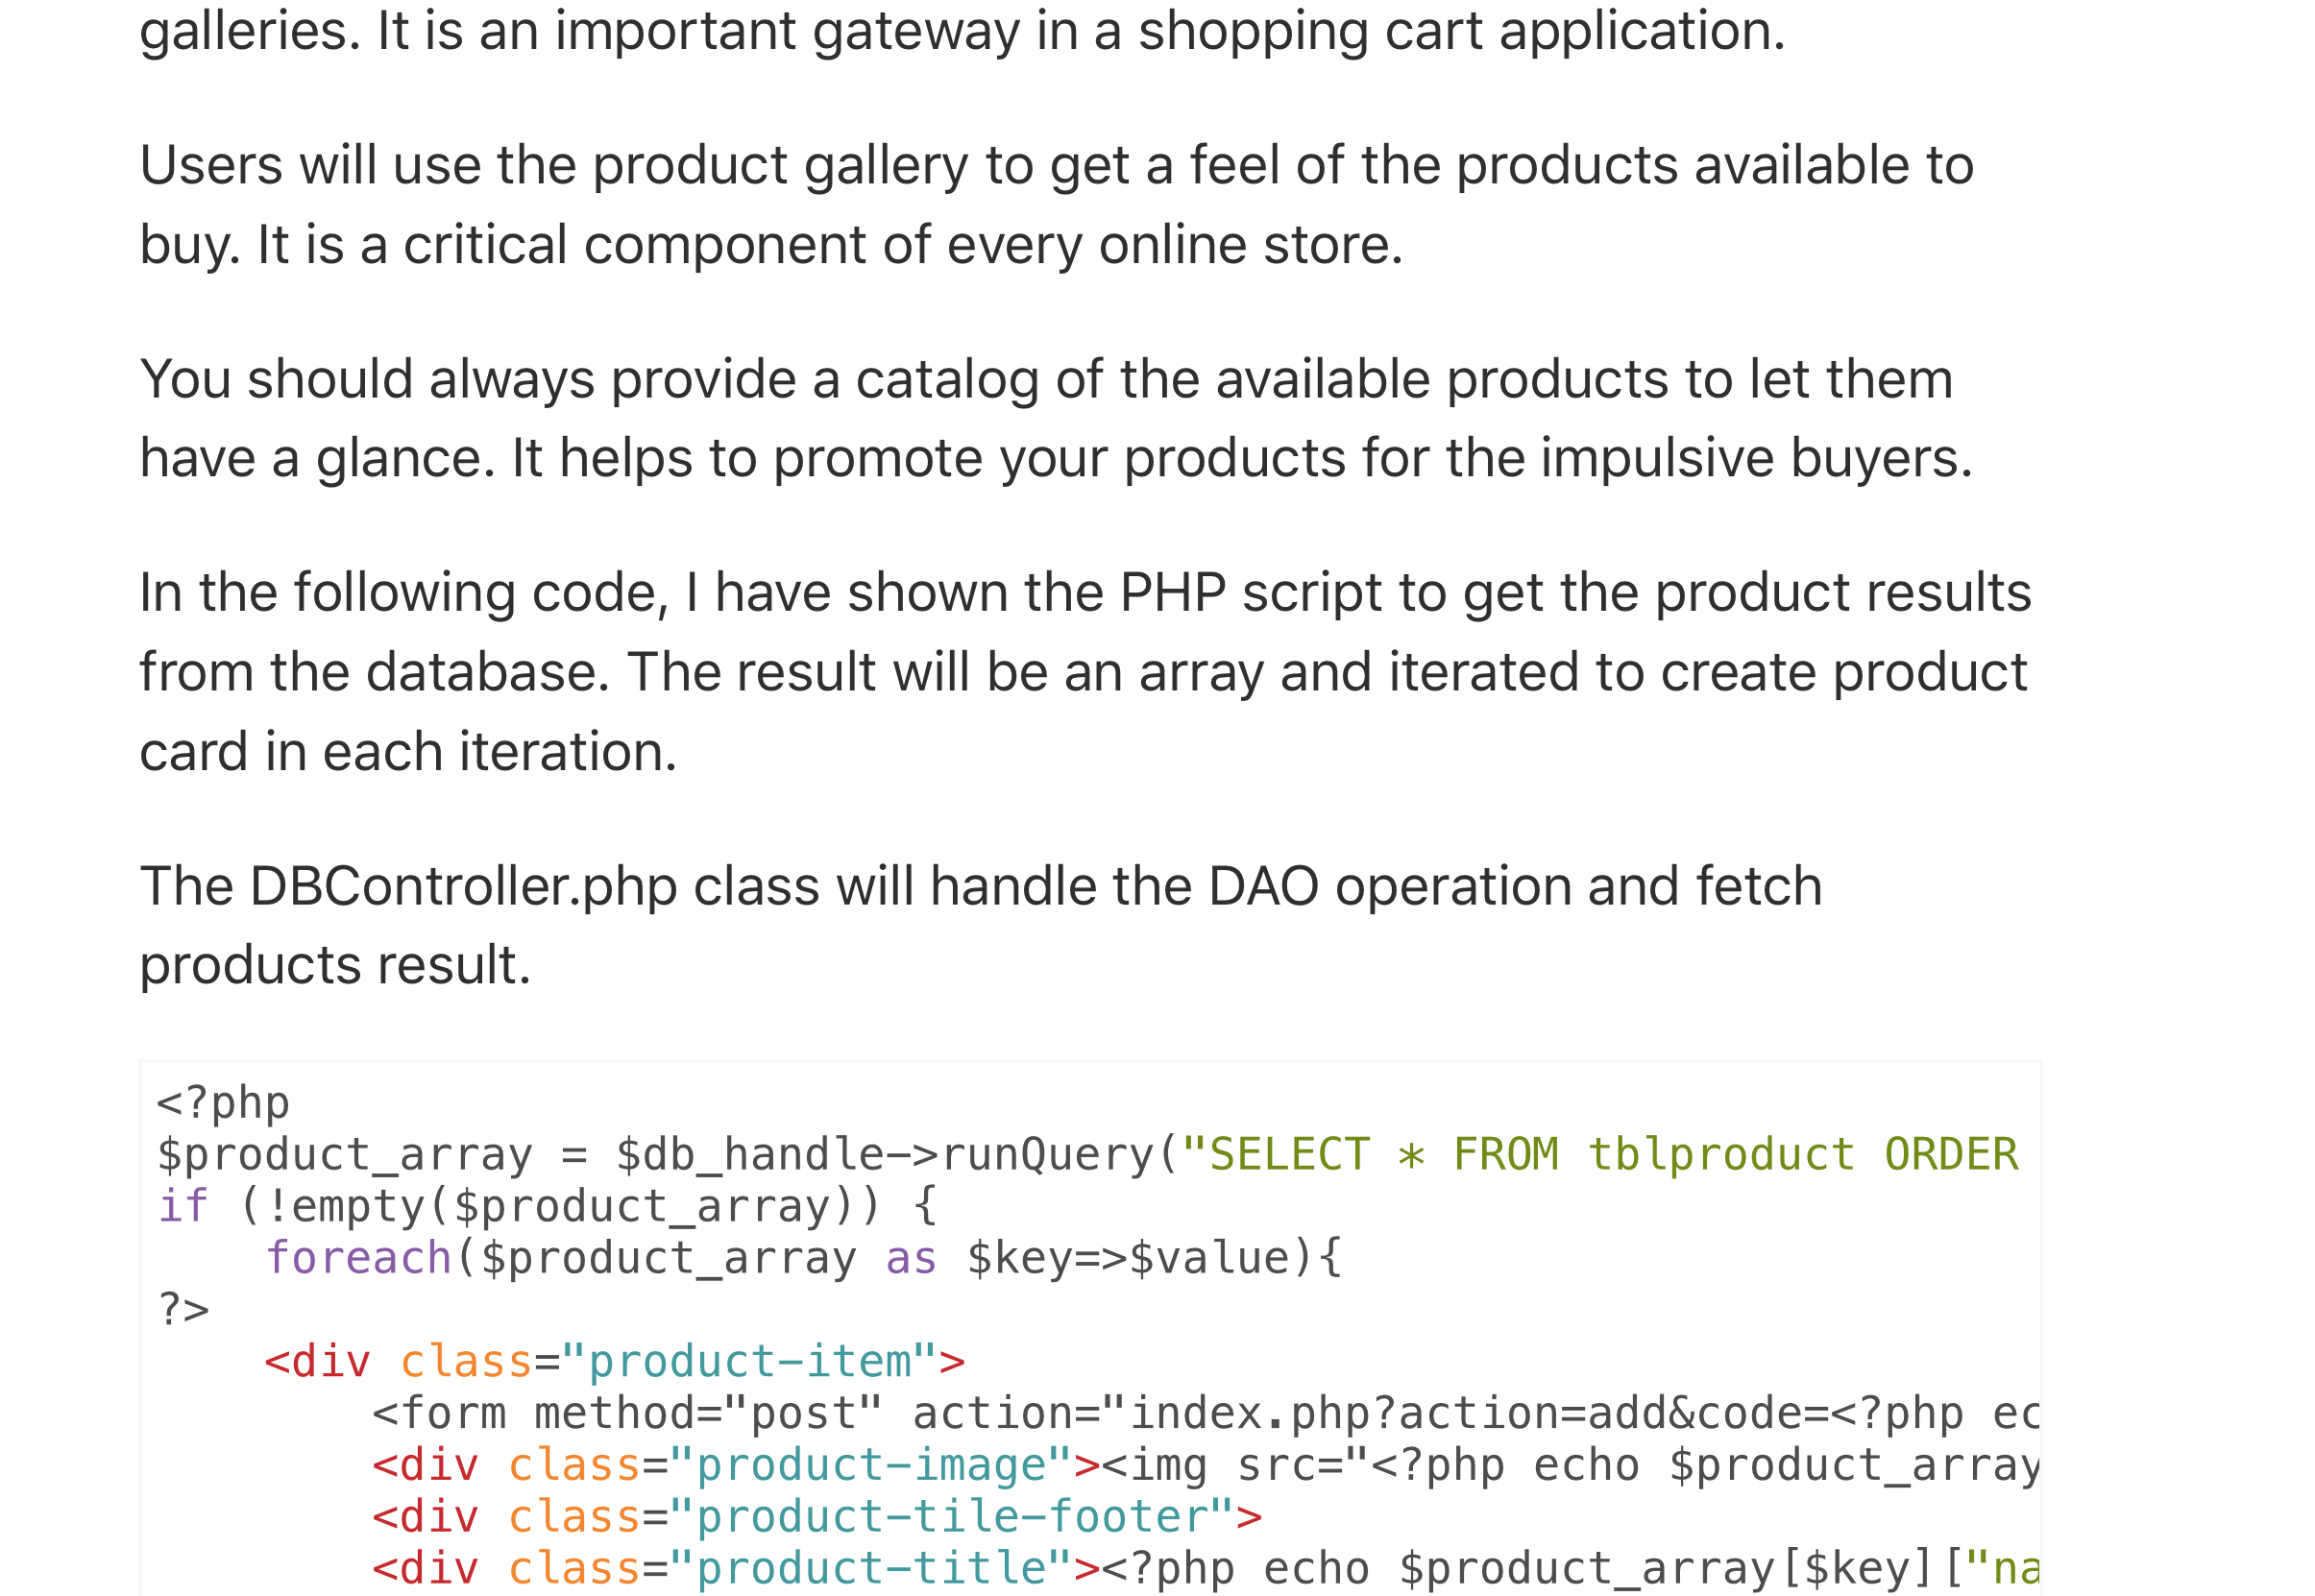 galleries. It is an important gateway in a shopping cart application.
Users will use the product gallery to get a feel of the products available to
buy. It is a critical component of every online store.
You should always provide a catalog of the available products to let them
have a glance. It helps to promote your products for the impulsive buyers.
In the following code, I have shown the PHP script to get the product results
from the database. The result will be an array and iterated to create product
card in each iteration.
The DBController.php class will handle the DAO operation and fetch
products result.
<?php
$product_array = $db_handle->runQuery("SELECT * FROM tblproduct ORDER
if (!empty($product_array)) {
    foreach($product_array as $key=>$value){
?>
    <div class="product-item">
        <form method="post" action="index.php?action=add&code=<?php ec
        <div class="product-image"><img src="<?php echo $product_array
        <div class="product-tile-footer">
        <div class="product-title"><?php echo $product_array[$key]["na